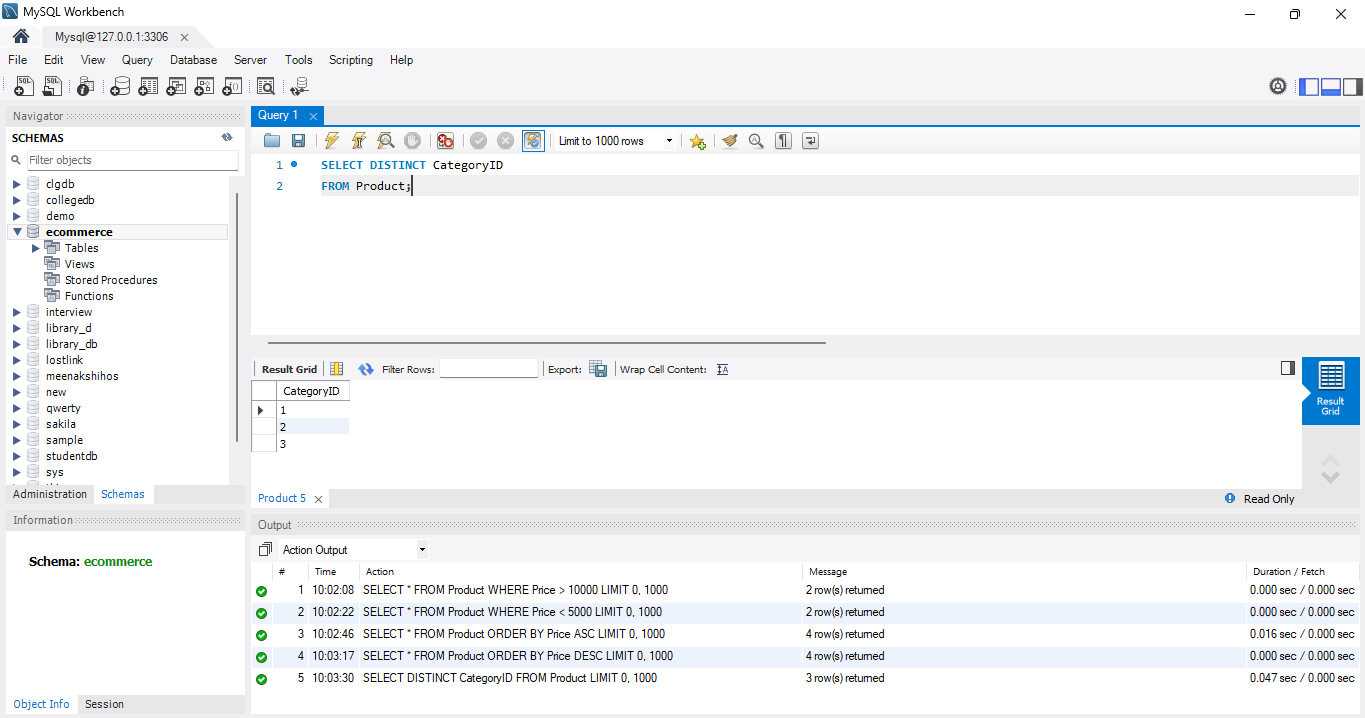 MySQL Workbench
Mysql@127.0.0.1:3306
File Edit View Query Database Server Tools Scripting Help
Navigator
SCHEMAS
Filter objects
clgdb
collegedb
demo
ecommerce
Tables
Views
Stored Procedures
Functions
interview
library_d
library_db
lostlink
meenakshihos
new
qwerty
sakila
sample
studentdb
sys
Administration Schemas
Information
Schema: ecommerce
Object Info Session
Query 1
Limit to 1000 rows
1 SELECT DISTINCT CategoryID
2 FROM Product;
Result Grid Filter Rows: Export: Wrap Cell Content:
CategoryID
1
2
3
Result
Grid
Product 5
Read Only
Output
Action Output
# Time Action Message Duration / Fetch
1 10:02:08 SELECT * FROM Product WHERE Price > 10000 LIMIT 0, 1000 2 row(s) returned 0.000 sec / 0.000 sec
2 10:02:22 SELECT * FROM Product WHERE Price < 5000 LIMIT 0, 1000 2 row(s) returned 0.000 sec / 0.000 sec
3 10:02:46 SELECT * FROM Product ORDER BY Price ASC LIMIT 0, 1000 4 row(s) returned 0.016 sec / 0.000 sec
4 10:03:17 SELECT * FROM Product ORDER BY Price DESC LIMIT 0, 1000 4 row(s) returned 0.000 sec / 0.000 sec
5 10:03:30 SELECT DISTINCT CategoryID FROM Product LIMIT 0, 1000 3 row(s) returned 0.047 sec / 0.000 sec